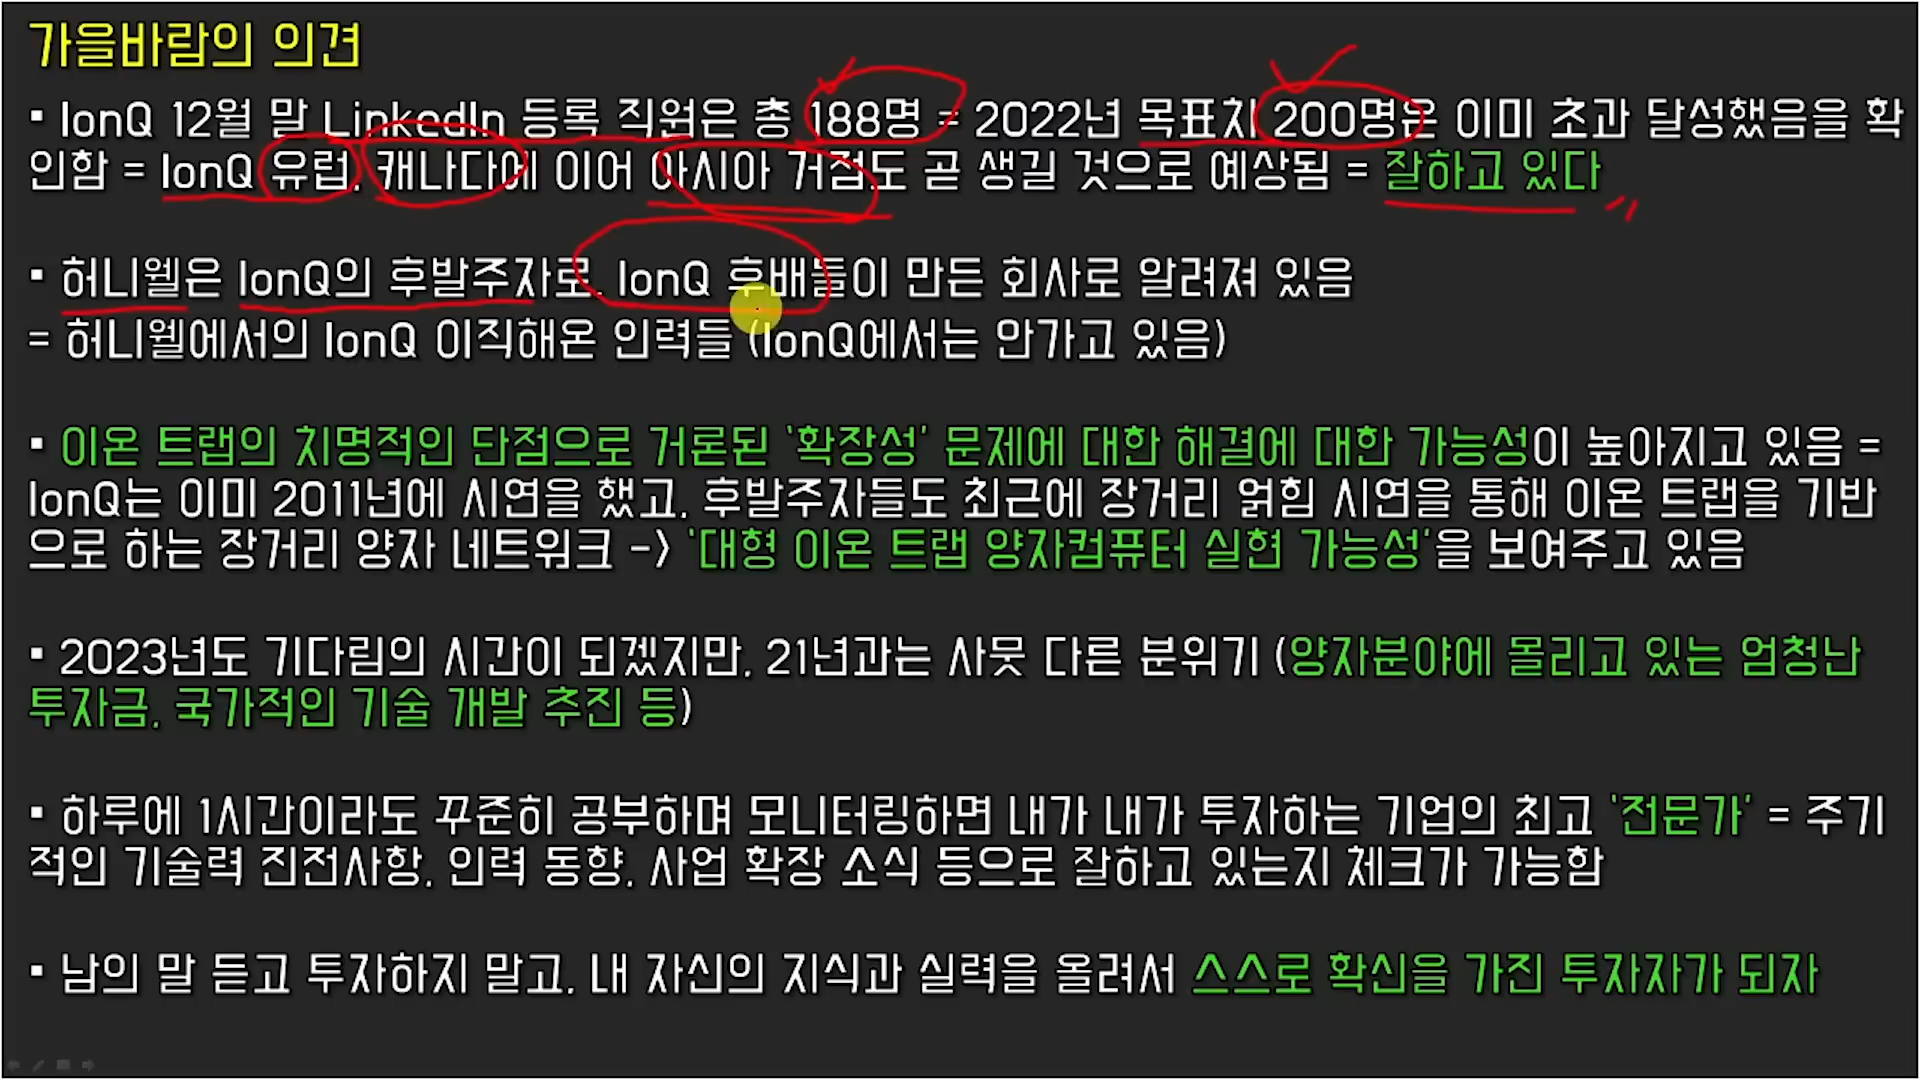 가을바람의 의견
▪ IonQ 12월 말 LinkedIn 등록 직원은 총 188명 = 2022년 목표치 200명은 이미 초과 달성했음을 확
인함 = IonQ 유럽, 캐나다에 이어 아시아 거점도 곧 생길 것으로 예상됨 = 잘하고 있다
▪ 허니웰은 IonQ의 후발주자로, IonQ 후배들이 만든 회사로 알려져 있음
= 허니웰에서의 IonQ 이직해온 인력들 (IonQ에서는 안가고 있음)
▪ 이온 트랩의 치명적인 단점으로 거론된 '확장성' 문제에 대한 해결에 대한 가능성이 높아지고 있음 =
IonQ는 이미 2011년에 시연을 했고, 후발주자들도 최근에 장거리 얽힘 시연을 통해 이온 트랩을 기반
으로 하는 장거리 양자 네트워크 -> '대형 이온 트랩 양자컴퓨터 실현 가능성'을 보여주고 있음
▪ 2023년도 기다림의 시간이 되겠지만, 21년과는 사뭇 다른 분위기 (양자분야에 몰리고 있는 엄청난
투자금, 국가적인 기술 개발 추진 등)
▪ 하루에 1시간이라도 꾸준히 공부하며 모니터링하면 내가 내가 투자하는 기업의 최고 '전문가' = 주기
적인 기술력 진전사항, 인력 동향, 사업 확장 소식 등으로 잘하고 있는지 체크가 가능함
▪ 남의 말 듣고 투자하지 말고, 내 자신의 지식과 실력을 올려서 스스로 확신을 가진 투자자가 되자